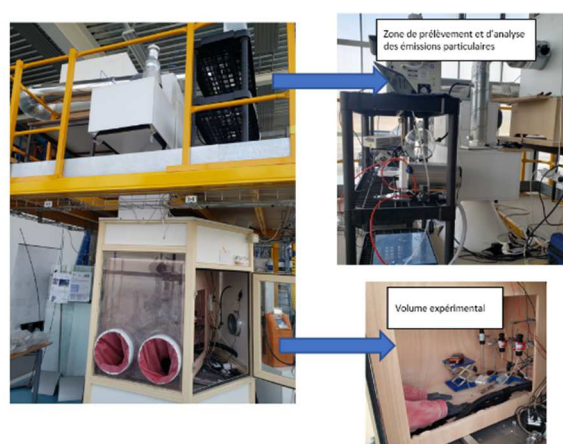 Zone de prélèvement et d'analyse
des émissions particulaires
Volume expérimental